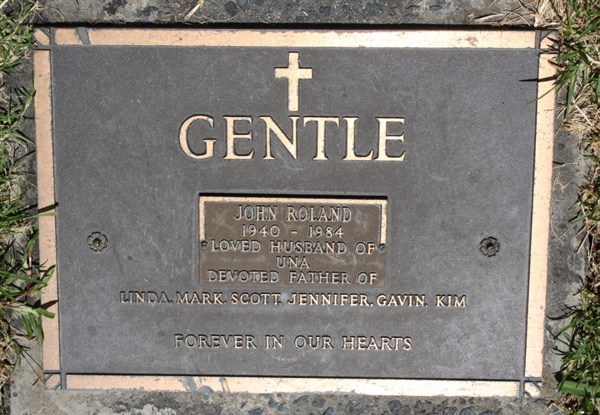 GENTLE
JOHN ROLAND
1940 - 1984
LOVED HUSBAND OF
UNA
DEVOTED FATHER OF
LINDA, MARK, SCOTT, JENNIFER, GAVIN, KIM
FOREVER IN OUR HEARTS